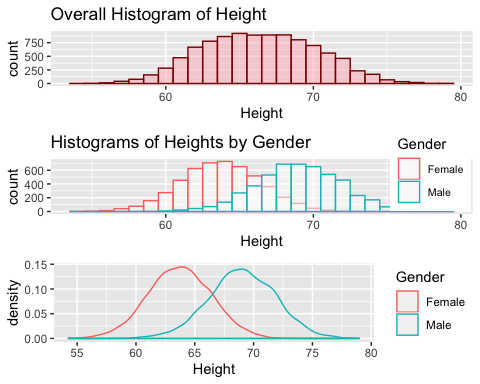 Overall Histogram of Height
750
500
250
0
count
60 70 80
Height
Histograms of Heights by Gender
600
400
200
0
count
60 70 80
Height
Gender
Female
Male
0.15
0.10
0.05
0.00
density
55 60 65 70 75 80
Height
Gender
Female
Male